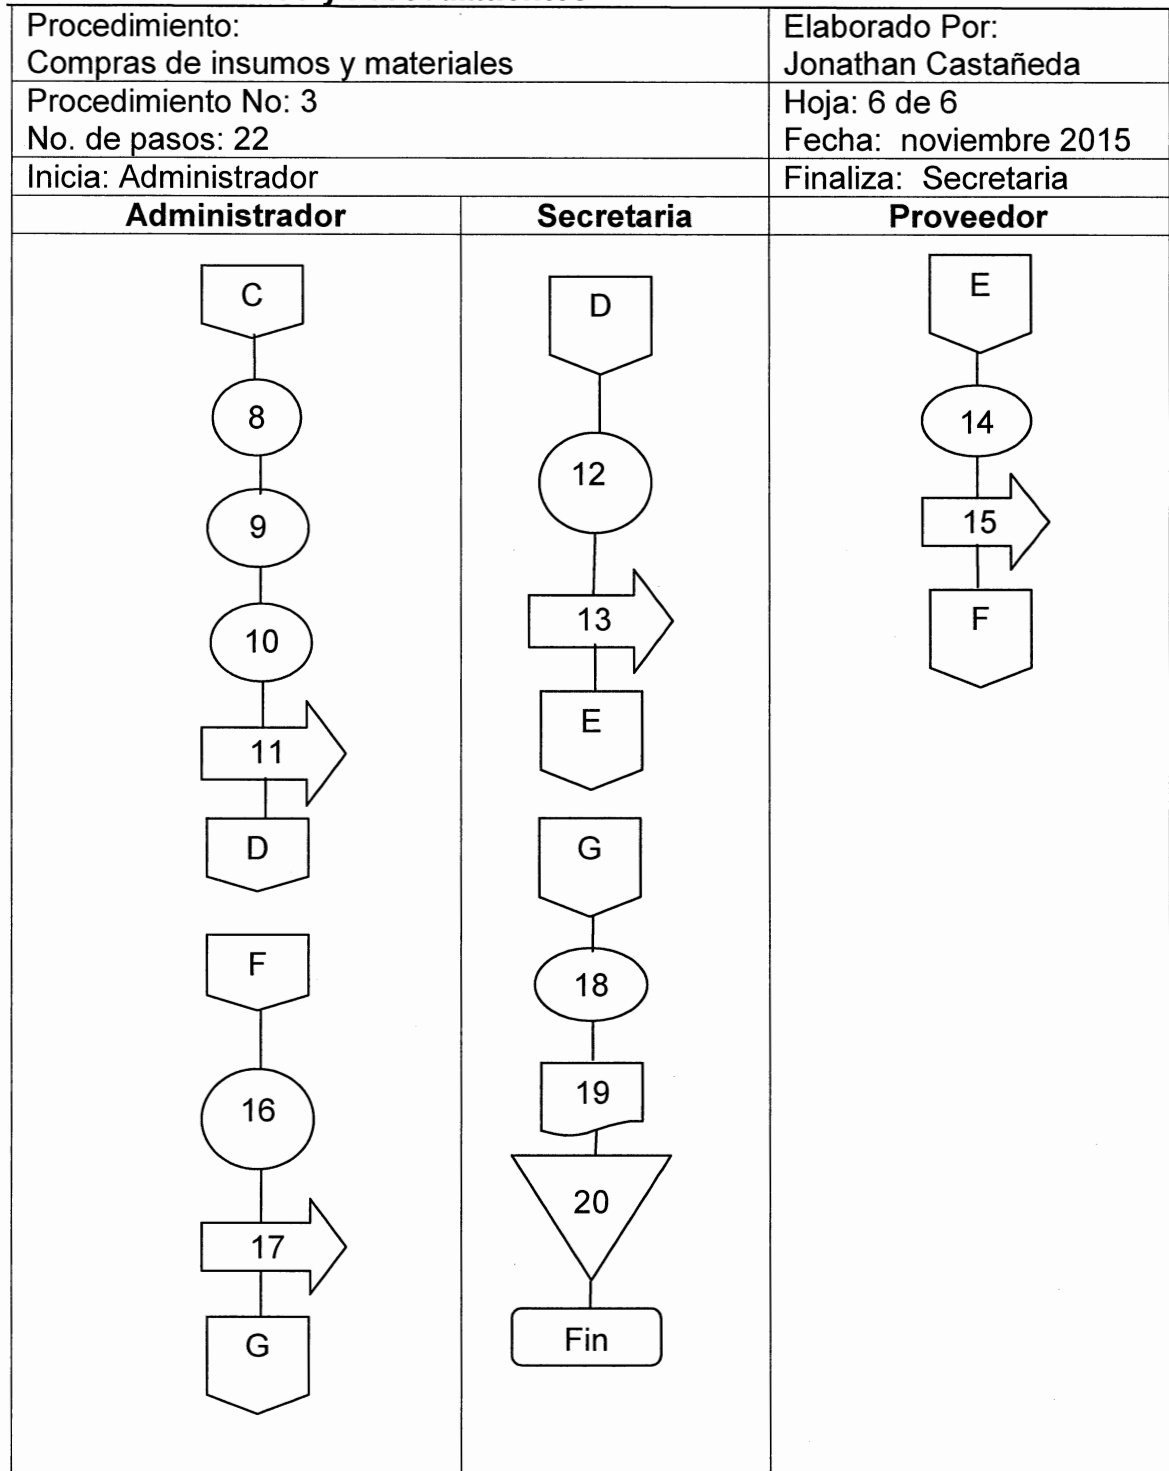 Procedimiento:
Compras de insumos y materiales
Elaborado Por:
Jonathan Castañeda
Procedimiento No: 3
No. de pasos: 22
Hoja: 6 de 6
Fecha: noviembre 2015
Inicia: Administrador
Finaliza: Secretaria
Administrador
Secretaria
Proveedor
C
8
9
10
11
D
F
16
17
G
D
12
13
E
G
18
19
20
Fin
E
14
15
F